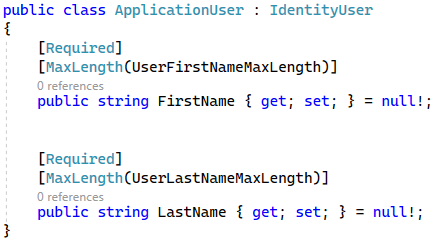 public class ApplicationUser : IdentityUser
{
[Required]
[MaxLength(UserFirstNameMaxLength)]
0 references
public string FirstName { get; set; } = null!;
[Required]
[MaxLength(UserLastNameMaxLength)]
0 references
public string LastName { get; set; } = null!;
}